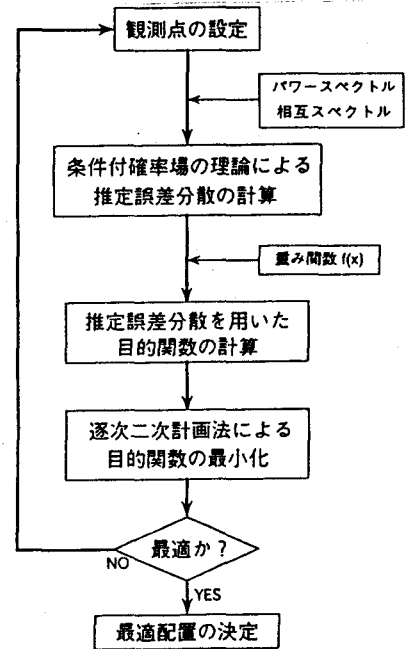 観測点の設定
パワースペクトル
相互スペクトル
条件付確率場の理論による
推定誤差分散の計算
重み関数 f(x)
推定誤差分散を用いた
目的関数の計算
逐次二次計画法による
目的関数の最小化
最適か？
NO
YES
最適配置の決定